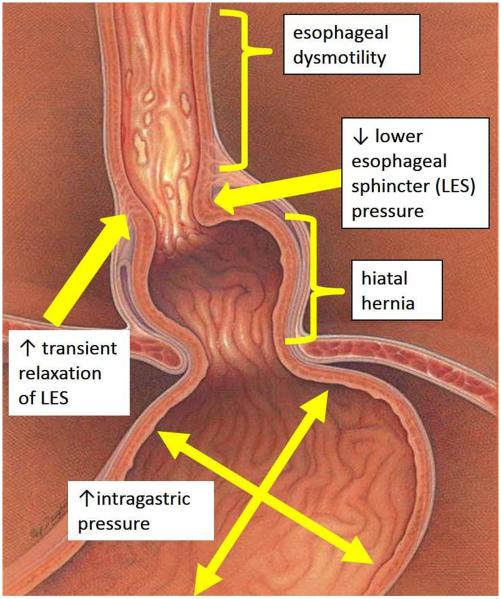 esophageal
dysmotility
↓ lower
esophageal
sphincter (LES)
pressure
hiatal
hernia
↑ transient
relaxation
of LES
↑intragastric
pressure